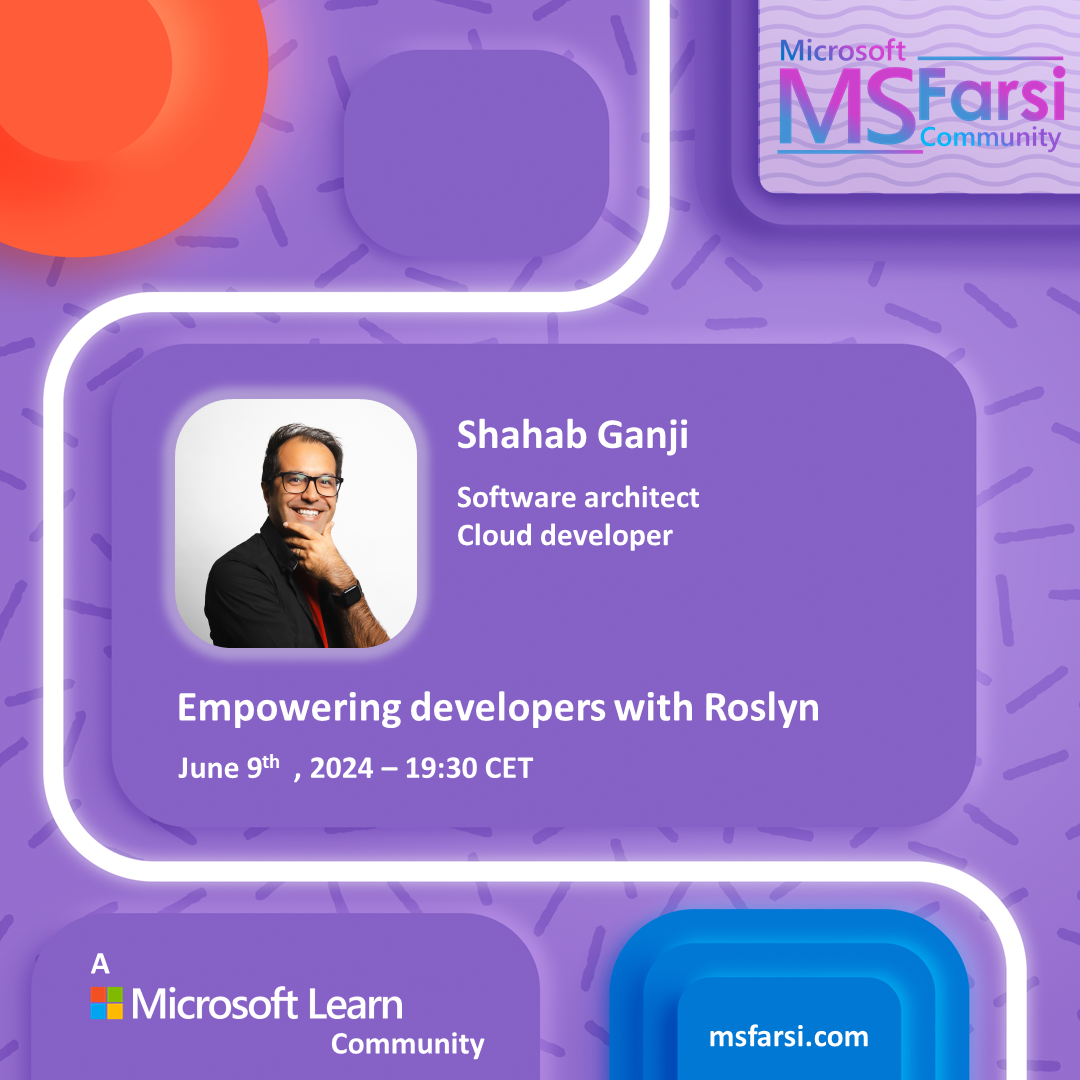 Microsoft
MSFarsi
Community
Shahab Ganji
Software architect
Cloud developer
Empowering developers with Roslyn
June 9th , 2024 – 19:30 CET
A
Microsoft Learn
Community
msfarsi.com